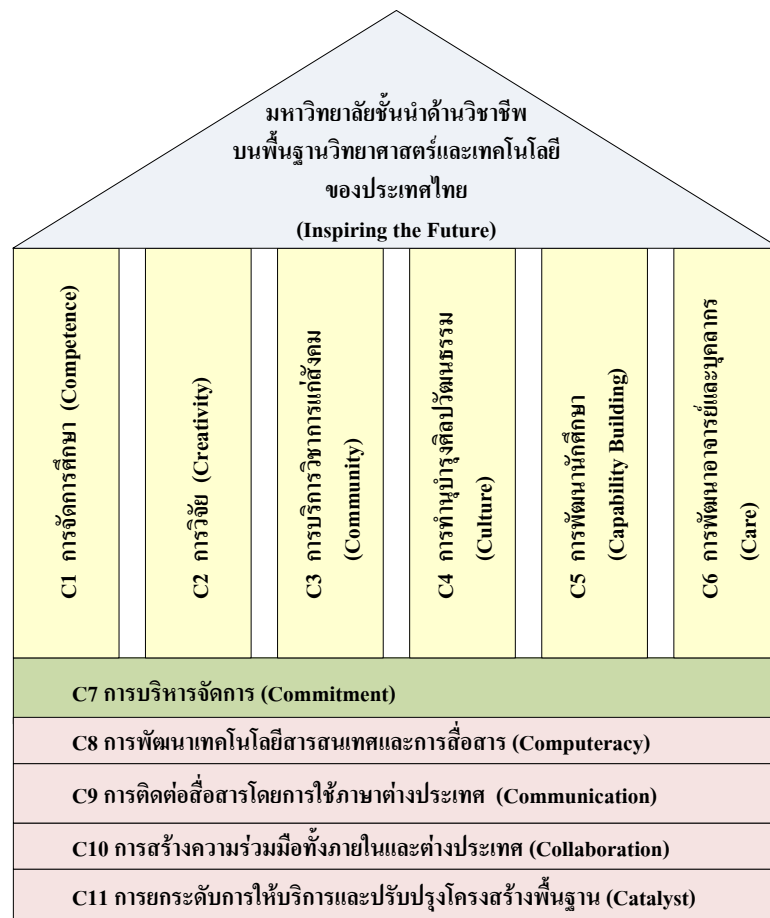 มหาวิทยาลัยชั้นนำด้านวิชาชีพ
บนพื้นฐานวิทยาศาสตร์และเทคโนโลยี
ของประเทศไทย
(Inspiring the Future)
C1 การจัดการศึกษา (Competence)
C2 การวิจัย (Creativity)
C3 การบริการวิชาการแก่สังคม
(Community)
C4 การทำนุบำรุงศิลปวัฒนธรรม
(Culture)
C5 การพัฒนานักศึกษา
(Capability Building)
C6 การพัฒนาอาจารย์และบุคลากร
(Care)
C7 การบริหารจัดการ (Commitment)
C8 การพัฒนาเทคโนโลยีสารสนเทศและการสื่อสาร (Computeracy)
C9 การติดต่อสื่อสารโดยการใช้ภาษาต่างประเทศ (Communication)
C10 การสร้างความร่วมมือทั้งภายในและต่างประเทศ (Collaboration)
C11 การยกระดับการให้บริการและปรับปรุงโครงสร้างพื้นฐาน (Catalyst)